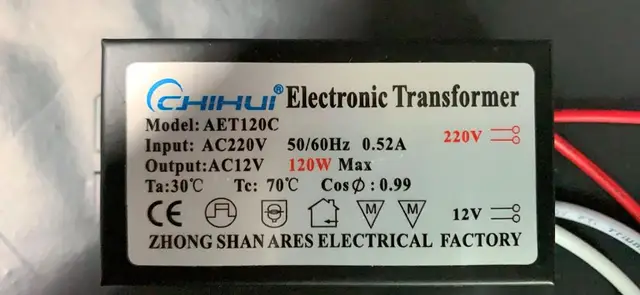 CHIHUI® Electronic Transformer
Model: AET120C
Input: AC220V 50/60Hz 0.52A
220V
Output:AC12V 120W Max
Ta:30℃ Tc: 70℃ CosΦ: 0.99
CE F M M 12V
ZHONG SHAN ARES ELECTRICAL FACTORY